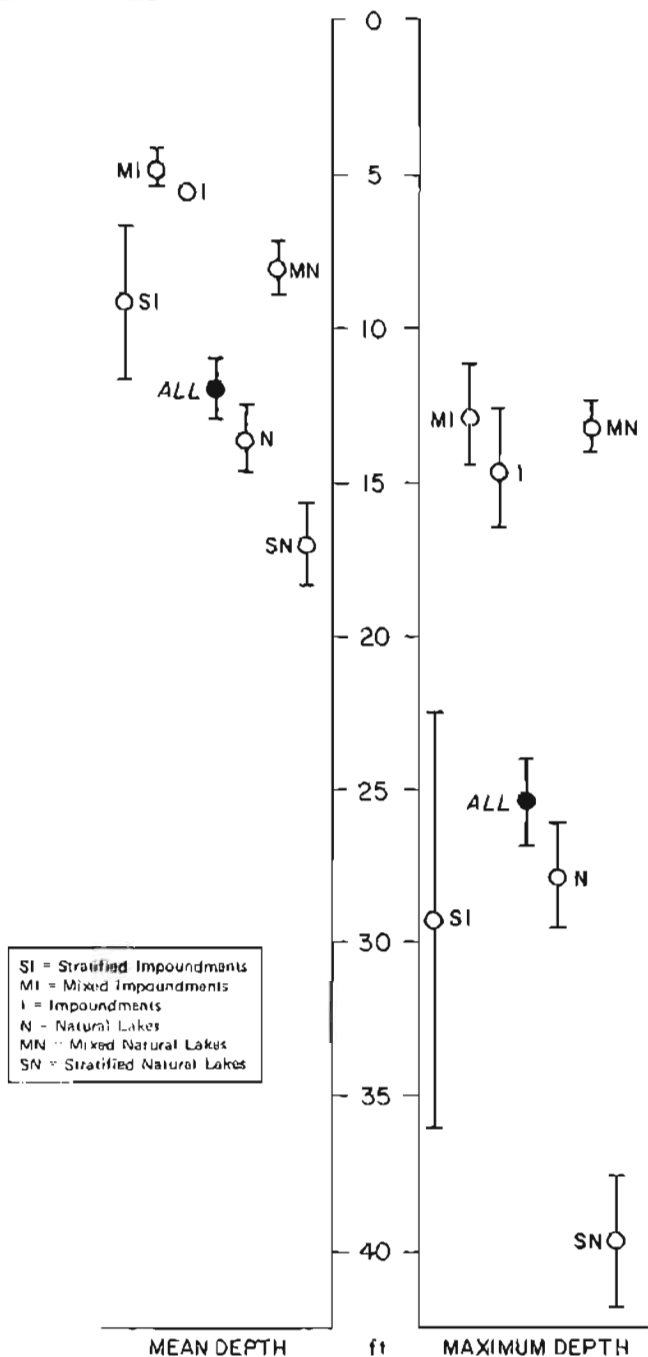 0
5
10
15
20
25
30
35
40
MI
I
SI
MN
ALL
N
SN
MI
I
MN
ALL
N
SI
SN
SI = Stratified Impoundments
MI = Mixed Impoundments
I = Impoundments
N - Natural Lakes
MN = Mixed Natural Lakes
SN = Stratified Natural Lakes
MEAN DEPTH ft MAXIMUM DEPTH